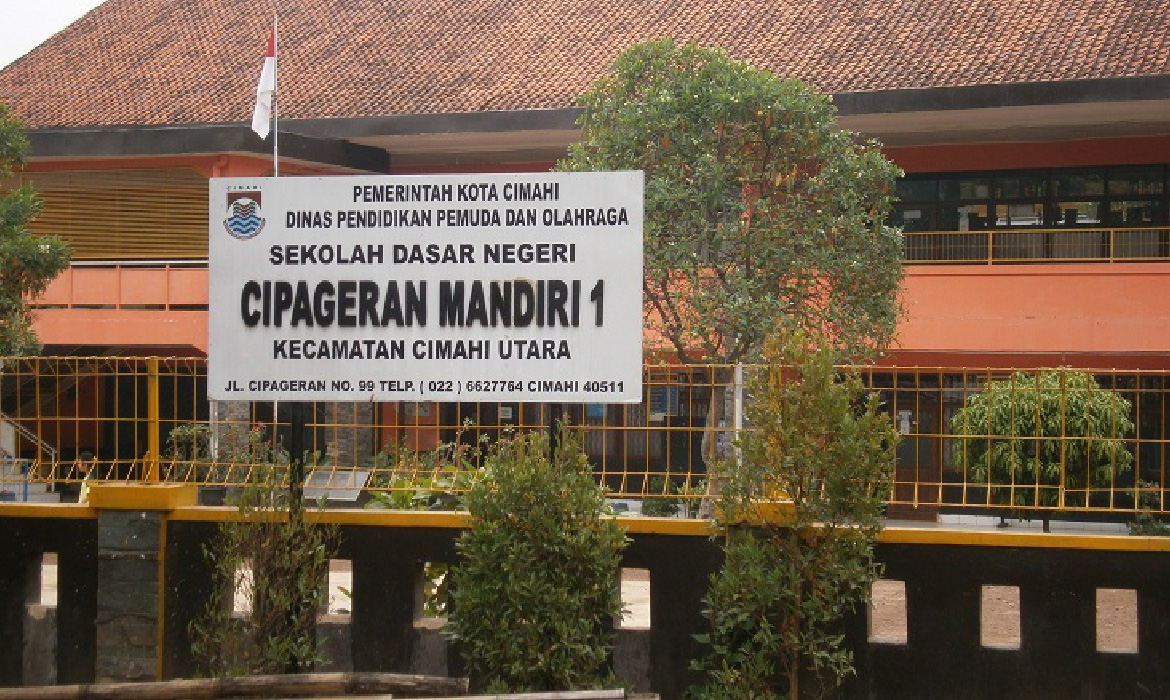 CIMAHI
PEMERINTAH KOTA CIMAHI
DINAS PENDIDIKAN PEMUDA DAN OLAHRAGA
SEKOLAH DASAR NEGERI
CIPAGERAN MANDIRI 1
KECAMATAN CIMAHI UTARA
JL. CIPAGERAN NO. 99 TELP. ( 022 ) 6627764 CIMAHI 40511